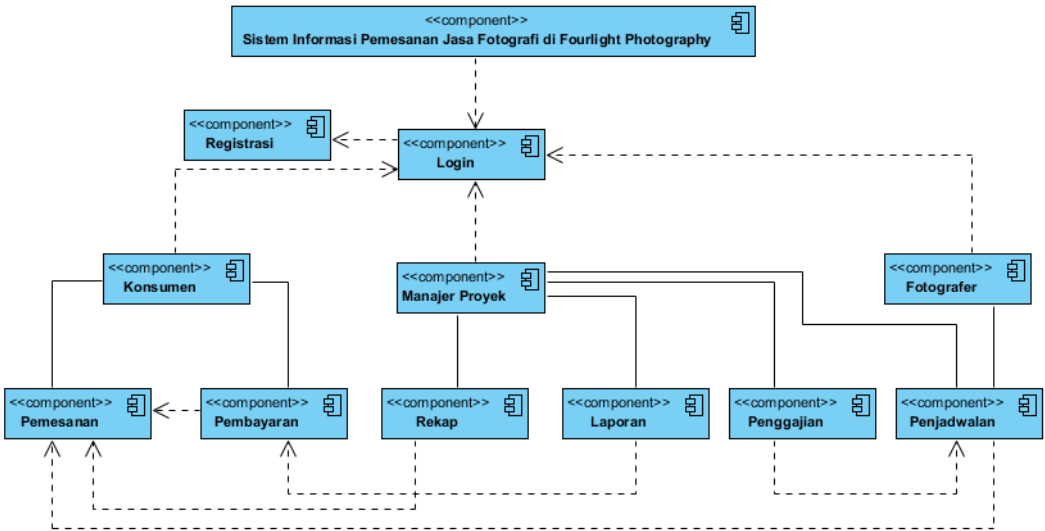 <<component>>
Sistem Informasi Pemesanan Jasa Fotografi di Fourlight Photography
<<component>>
Registrasi
<<component>>
Login
<<component>>
Konsumen
<<component>>
Manajer Proyek
<<component>>
Fotografer
<<component>>
Pemesanan
<<component>>
Pembayaran
<<component>>
Rekap
<<component>>
Laporan
<<component>>
Penggajian
<<component>>
Penjadwalan